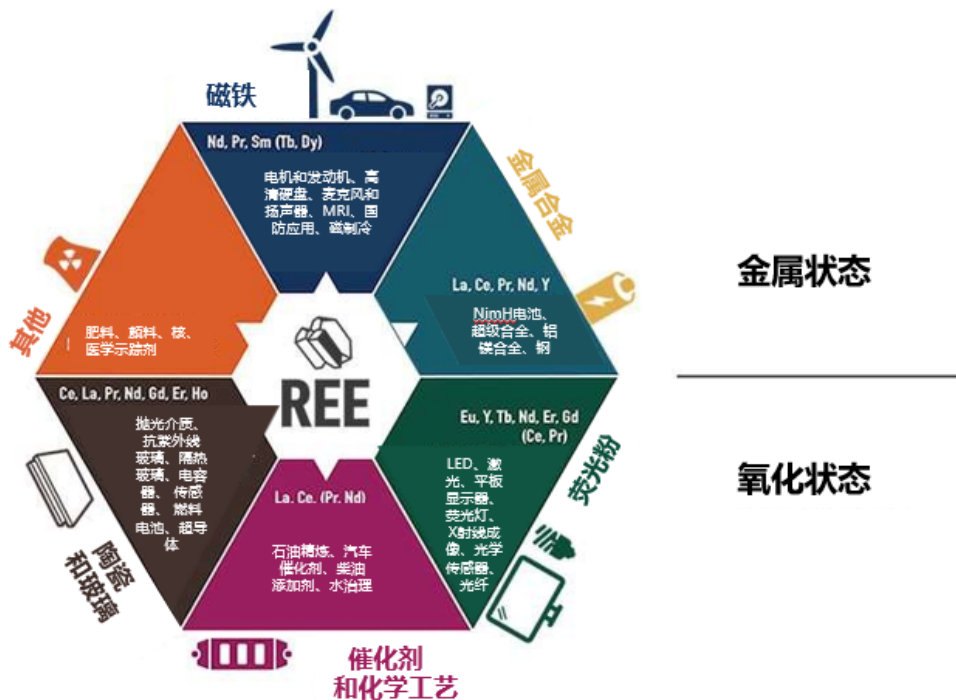 磁铁
Nd, Pr, Sm (Tb, Dy)
电机和发动机、高
清硬盘、麦克风和
扬声器、MRI、国
防应用、磁制冷
金属合金
La, Ce, Pr, Nd, Y
NimH电池、
超级合金、铝
镁合金、钢
金属状态
其他
肥料、颜料、核、
医学示踪剂
REE
Ce, La, Pr, Nd, Gd, Er, Ho
抛光介质、
抗紫外线
玻璃、隔热
玻璃、电容
器、传感
器、燃料
电池、超导
体
陶瓷
和玻璃
Eu, Y, Tb, Nd, Er, Gd
(Ce, Pr)
LED、激
光、平板
显示器、
荧光灯、
X射线成
像、光学
传感器、
光纤
荧光粉
氧化状态
La. Ce. (Pr. Nd)
石油精炼、汽车
催化剂、柴油
添加剂、水治理
催化剂
和化学工艺